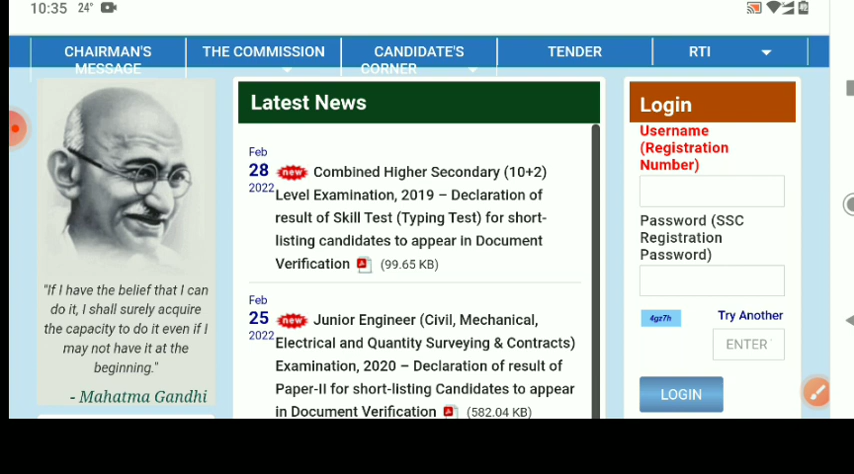 10:35 24°
CHAIRMAN'S
MESSAGE
THE COMMISSION
CANDIDATE'S
CORNER
TENDER
RTI
"If I have the belief that I can
do it, I shall surely acquire
the capacity to do it even if I
may not have it at the
beginning."
- Mahatma Gandhi
Latest News
Feb
28
2022
new Combined Higher Secondary (10+2)
Level Examination, 2019 – Declaration of
result of Skill Test (Typing Test) for short-
listing candidates to appear in Document
Verification (99.65 KB)
Feb
25
2022
new Junior Engineer (Civil, Mechanical,
Electrical and Quantity Surveying & Contracts)
Examination, 2020 – Declaration of result of
Paper-II for short-listing Candidates to appear
in Document Verification (582.04 KB)
Login
Username
(Registration
Number)
Password (SSC
Registration
Password)
4gz7h Try Another
ENTER
LOGIN